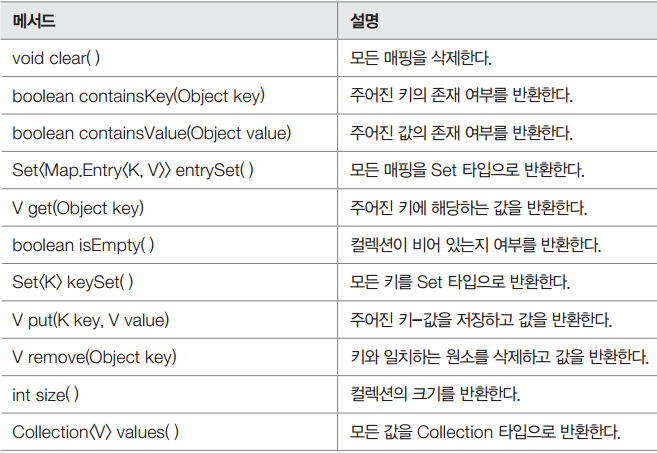 메서드 설명
void clear( ) 모든 매핑을 삭제한다.
boolean containsKey(Object key) 주어진 키의 존재 여부를 반환한다.
boolean containsValue(Object value) 주어진 값의 존재 여부를 반환한다.
Set〈Map.Entry〈K, V〉〉 entrySet( ) 모든 매핑을 Set 타입으로 반환한다.
V get(Object key) 주어진 키에 해당하는 값을 반환한다.
boolean isEmpty( ) 컬렉션이 비어 있는지 여부를 반환한다.
Set〈K〉 keySet( ) 모든 키를 Set 타입으로 반환한다.
V put(K key, V value) 주어진 키-값을 저장하고 값을 반환한다.
V remove(Object key) 키와 일치하는 원소를 삭제하고 값을 반환한다.
int size( ) 컬렉션의 크기를 반환한다.
Collection〈V〉 values( ) 모든 값을 Collection 타입으로 반환한다.